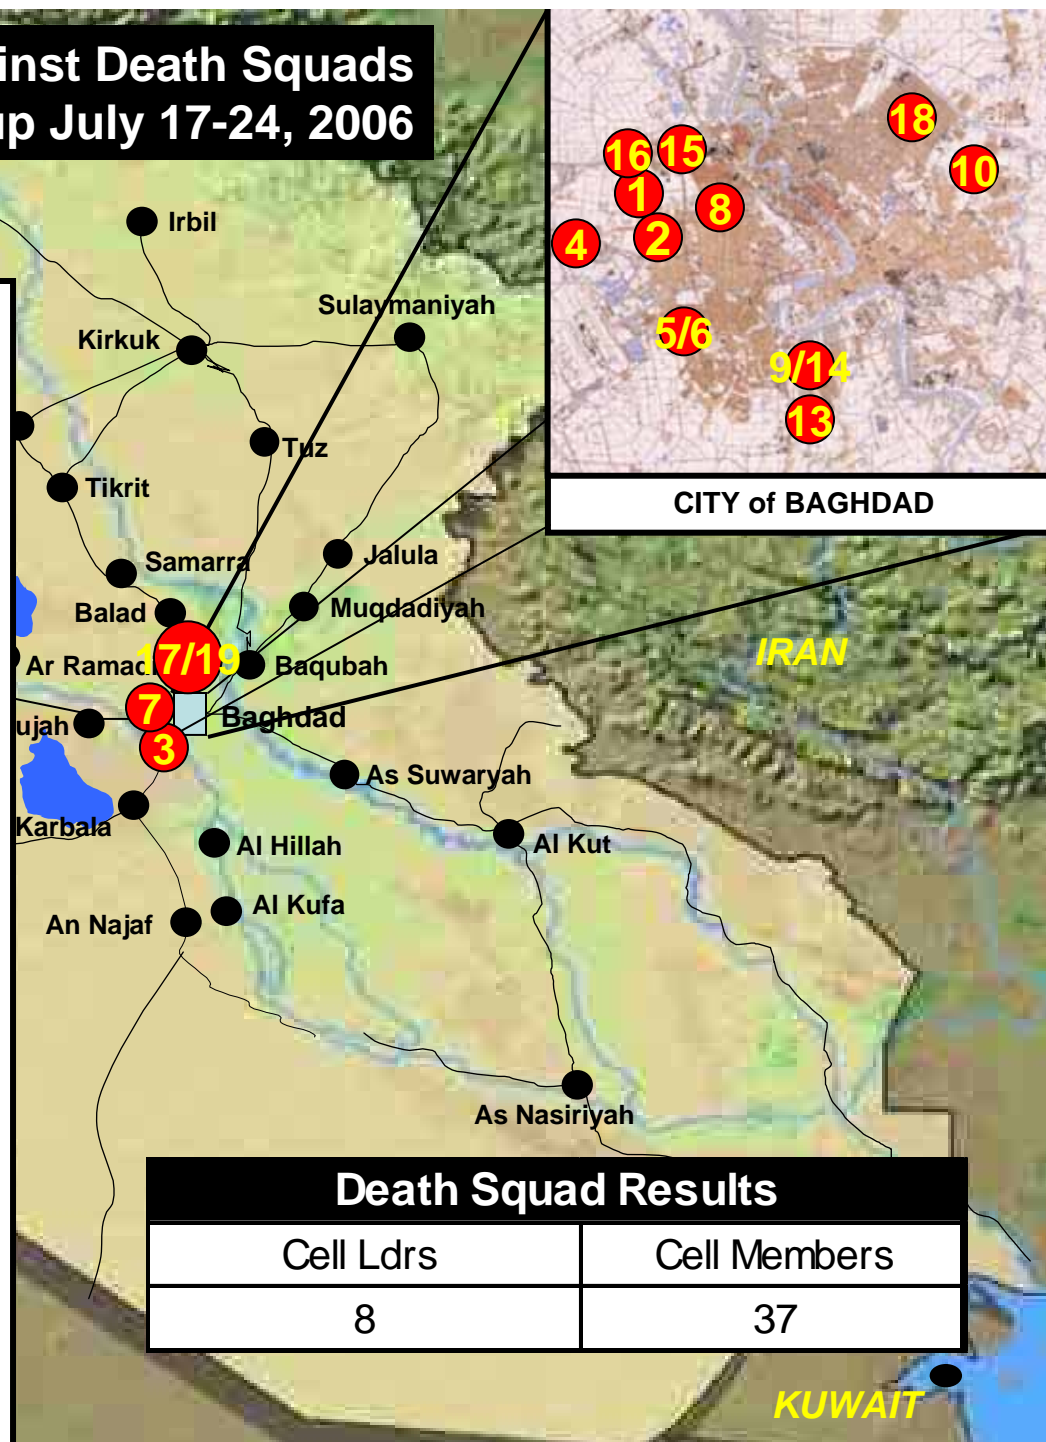 inst Death Squads
up July 17-24, 2006
18
16
15
10
1
8
2
4
5/6
9/14
13
CITY of BAGHDAD
Irbil
Sulaymaniyah
Kirkuk
Tuz
Tikrit
Samarra
Jalula
Balad
Muqdadiyah
17/19
Ar Ramadi
Baqubah
IRAN
7
ujah
Baghdad
3
As Suwaryah
Karbala
Al Hillah
Al Kut
Al Kufa
An Najaf
As Nasiriyah
Death Squad Results
Cell Ldrs
Cell Members
8
37
KUWAIT